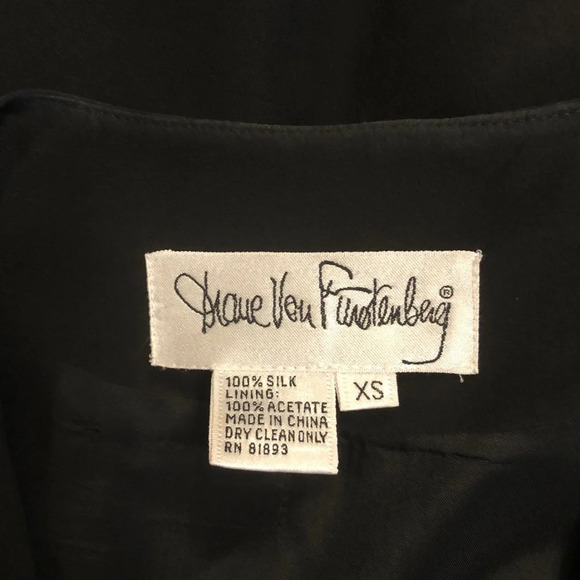 Diane Von Furstenberg®
100% SILK
LINING:
100% ACETATE
MADE IN CHINA
DRY CLEAN ONLY
RN 81893
XS